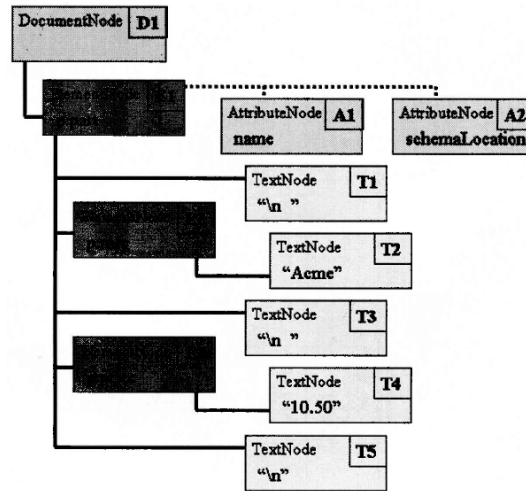 DocumentNode D1
AttributeNode A1
name
AttributeNode A2
schemaLocation
TextNode T1
“\n ”
TextNode T2
“Acme”
TextNode T3
“\n ”
TextNode T4
“10.50”
TextNode T5
“\n”